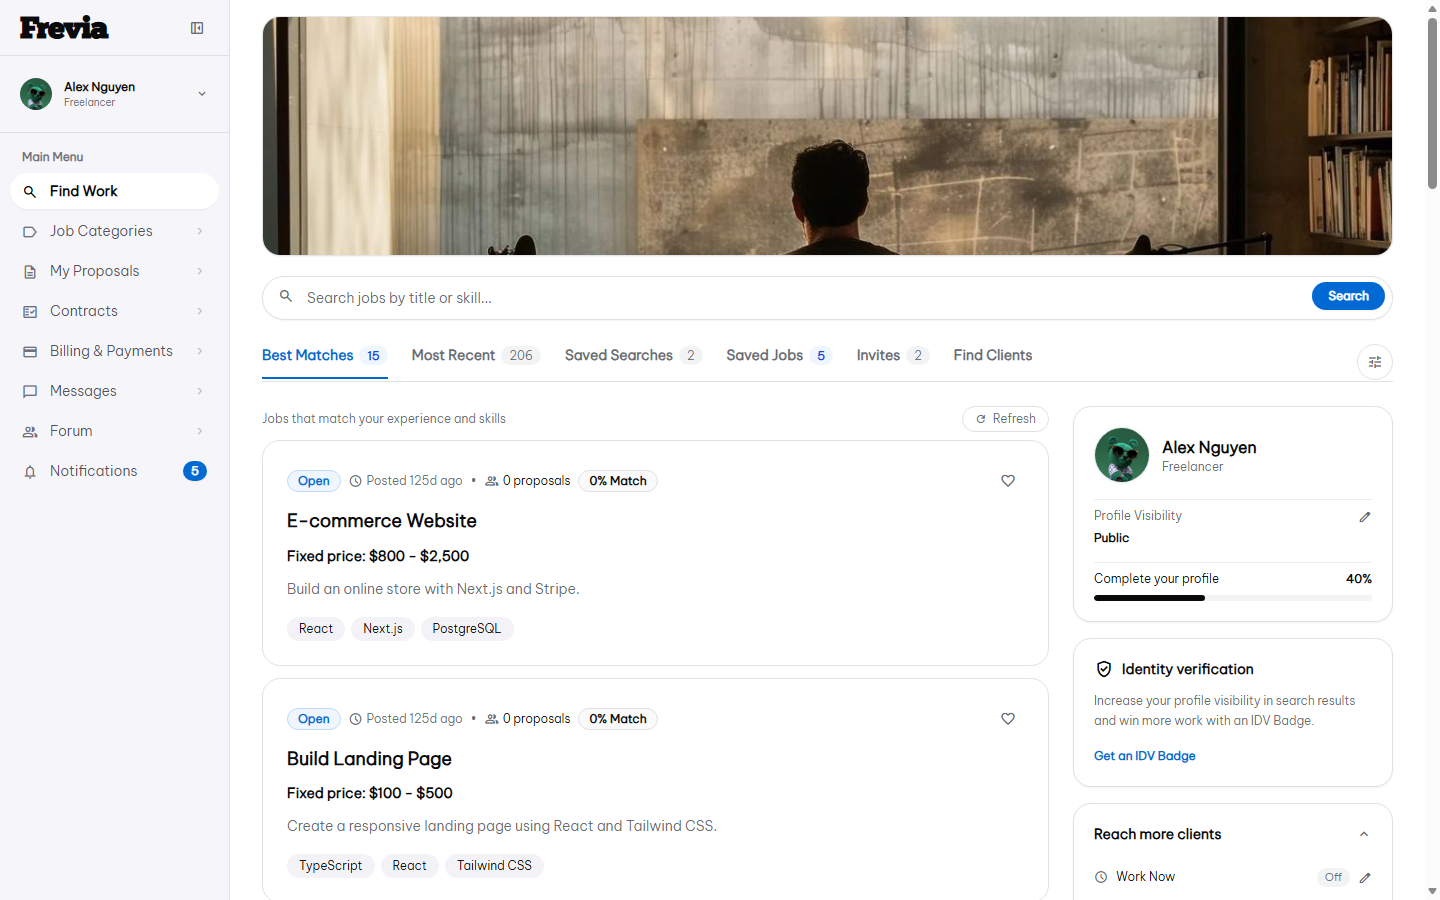 Frevia
Alex Nguyen
Freelancer
Main Menu
Find Work
Job Categories
My Proposals
Contracts
Billing & Payments
Messages
Forum
Notifications 5
Search jobs by title or skill...
Search
Best Matches 15
Most Recent 206
Saved Searches 2
Saved Jobs 5
Invites 2
Find Clients
Jobs that match your experience and skills
Refresh
Open Posted 125d ago • 0 proposals 0% Match
E-commerce Website
Fixed price: $800 - $2,500
Build an online store with Next.js and Stripe.
React Next.js PostgreSQL
Open Posted 125d ago • 0 proposals 0% Match
Build Landing Page
Fixed price: $100 - $500
Create a responsive landing page using React and Tailwind CSS.
TypeScript React Tailwind CSS
Alex Nguyen
Freelancer
Profile Visibility
Public
Complete your profile 40%
Identity verification
Increase your profile visibility in search results
and win more work with an IDV Badge.
Get an IDV Badge
Reach more clients
Work Now Off